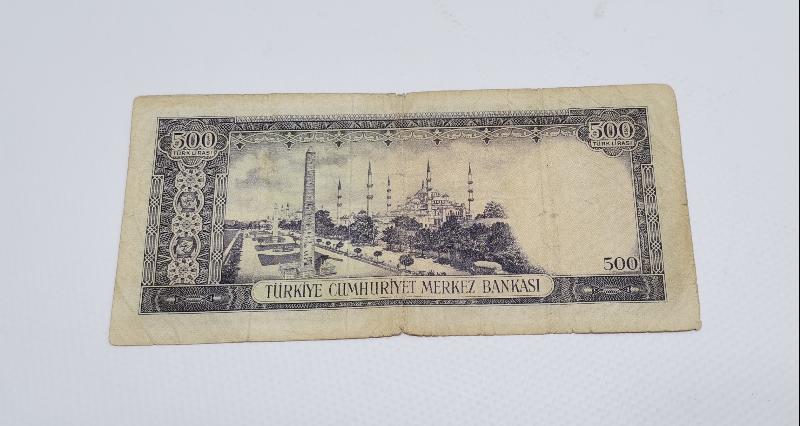 500
TÜRK LİRASI
500
TÜRK LİRASI
500
TÜRKİYE CUMHURİYET MERKEZ BANKASI